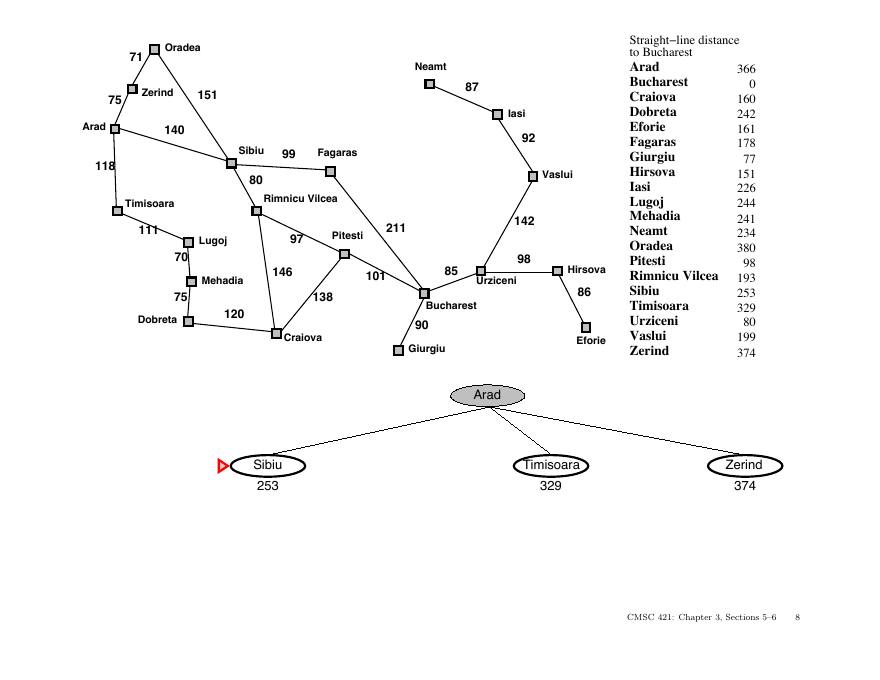 Oradea
71
Neamt
Zerind
87
75
151
Iasi
Arad
140
92
Sibiu
99
Fagaras
118
80
Vaslui
Timisoara
Rimnicu Vilcea
111
Lugoj
97
Pitesti
211
142
70
98
Mehadia
146
101
85
Hirsova
Urziceni
75
138
86
120
Bucharest
Dobreta
90
Craiova
Eforie
Giurgiu
Straight−line distance
to Bucharest
Arad 366
Bucharest 0
Craiova 160
Dobreta 242
Eforie 161
Fagaras 178
Giurgiu 77
Hirsova 151
Iasi 226
Lugoj 244
Mehadia 241
Neamt 234
Oradea 380
Pitesti 98
Rimnicu Vilcea 193
Sibiu 253
Timisoara 329
Urziceni 80
Vaslui 199
Zerind 374
Arad
Sibiu Timisoara Zerind
253 329 374
CMSC 421: Chapter 3, Sections 5–6 8